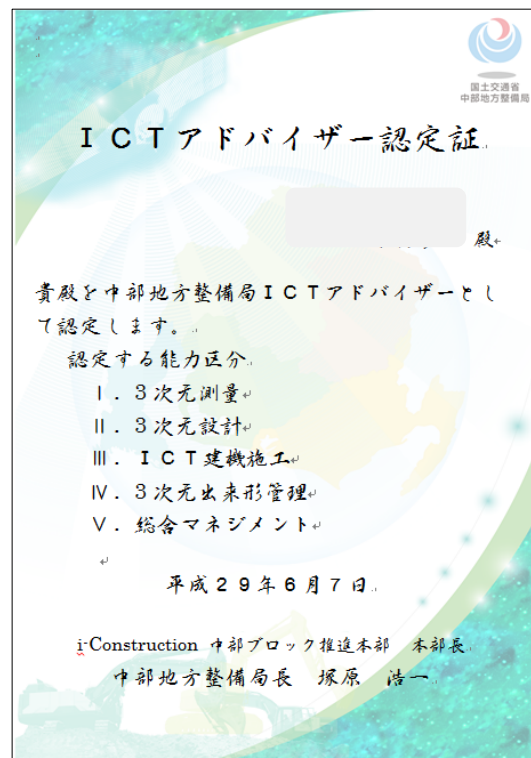 国土交通省
中部地方整備局
ＩＣＴアドバイザー認定証
殿
貴殿を中部地方整備局ＩＣＴアドバイザーとし
て認定します。
認定する能力区分
Ⅰ．３次元測量
Ⅱ．３次元設計
Ⅲ．ＩＣＴ建機施工
Ⅳ．３次元出来形管理
Ⅴ．総合マネジメント
平成２９年６月７日
i-Construction 中部ブロック推進本部　本部長
中部地方整備局長　塚原　浩一